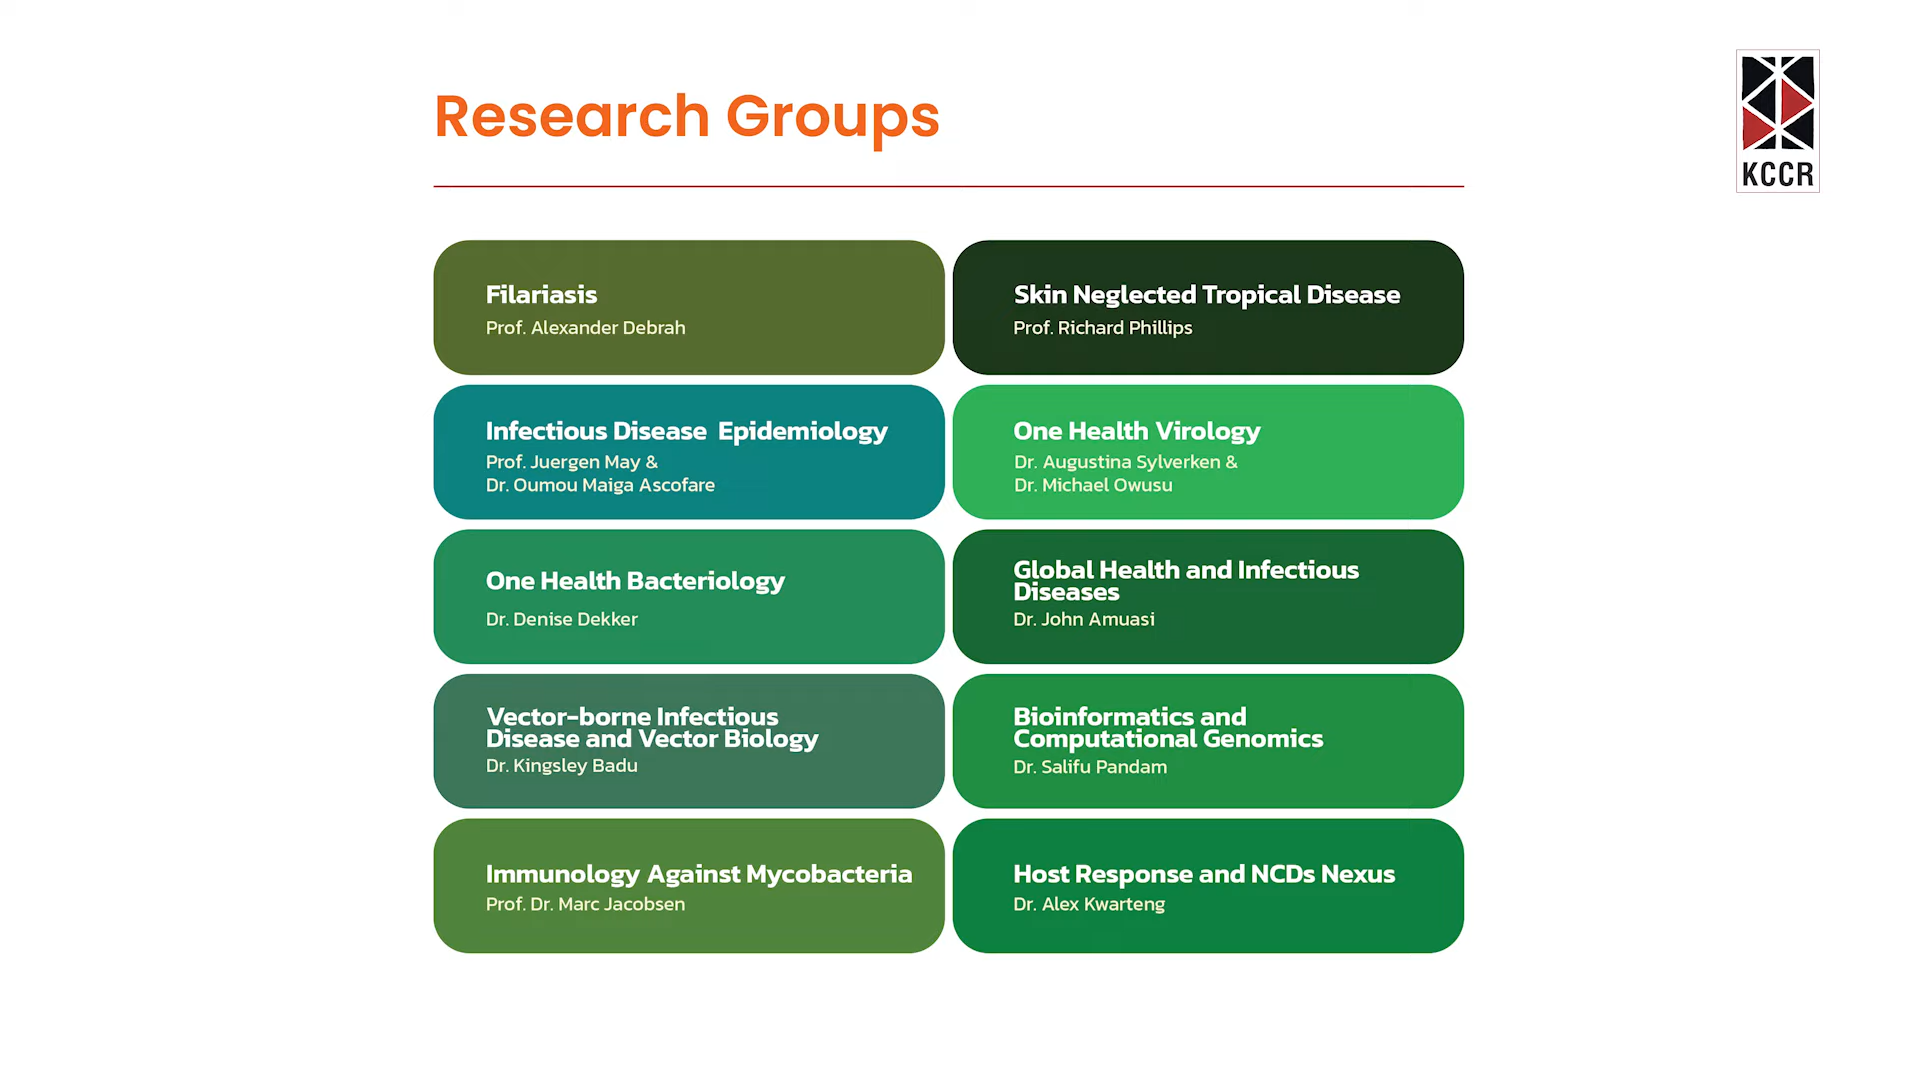 Research Groups
KCCR
Filariasis
Prof. Alexander Debrah
Skin Neglected Tropical Disease
Prof. Richard Phillips
Infectious Disease Epidemiology
Prof. Juergen May &
Dr. Oumou Maiga Ascofare
One Health Virology
Dr. Augustina Sylverken &
Dr. Michael Owusu
One Health Bacteriology
Dr. Denise Dekker
Global Health and Infectious
Diseases
Dr. John Amuasi
Vector-borne Infectious
Disease and Vector Biology
Dr. Kingsley Badu
Bioinformatics and
Computational Genomics
Dr. Salifu Pandam
Immunology Against Mycobacteria
Prof. Dr. Marc Jacobsen
Host Response and NCDs Nexus
Dr. Alex Kwarteng